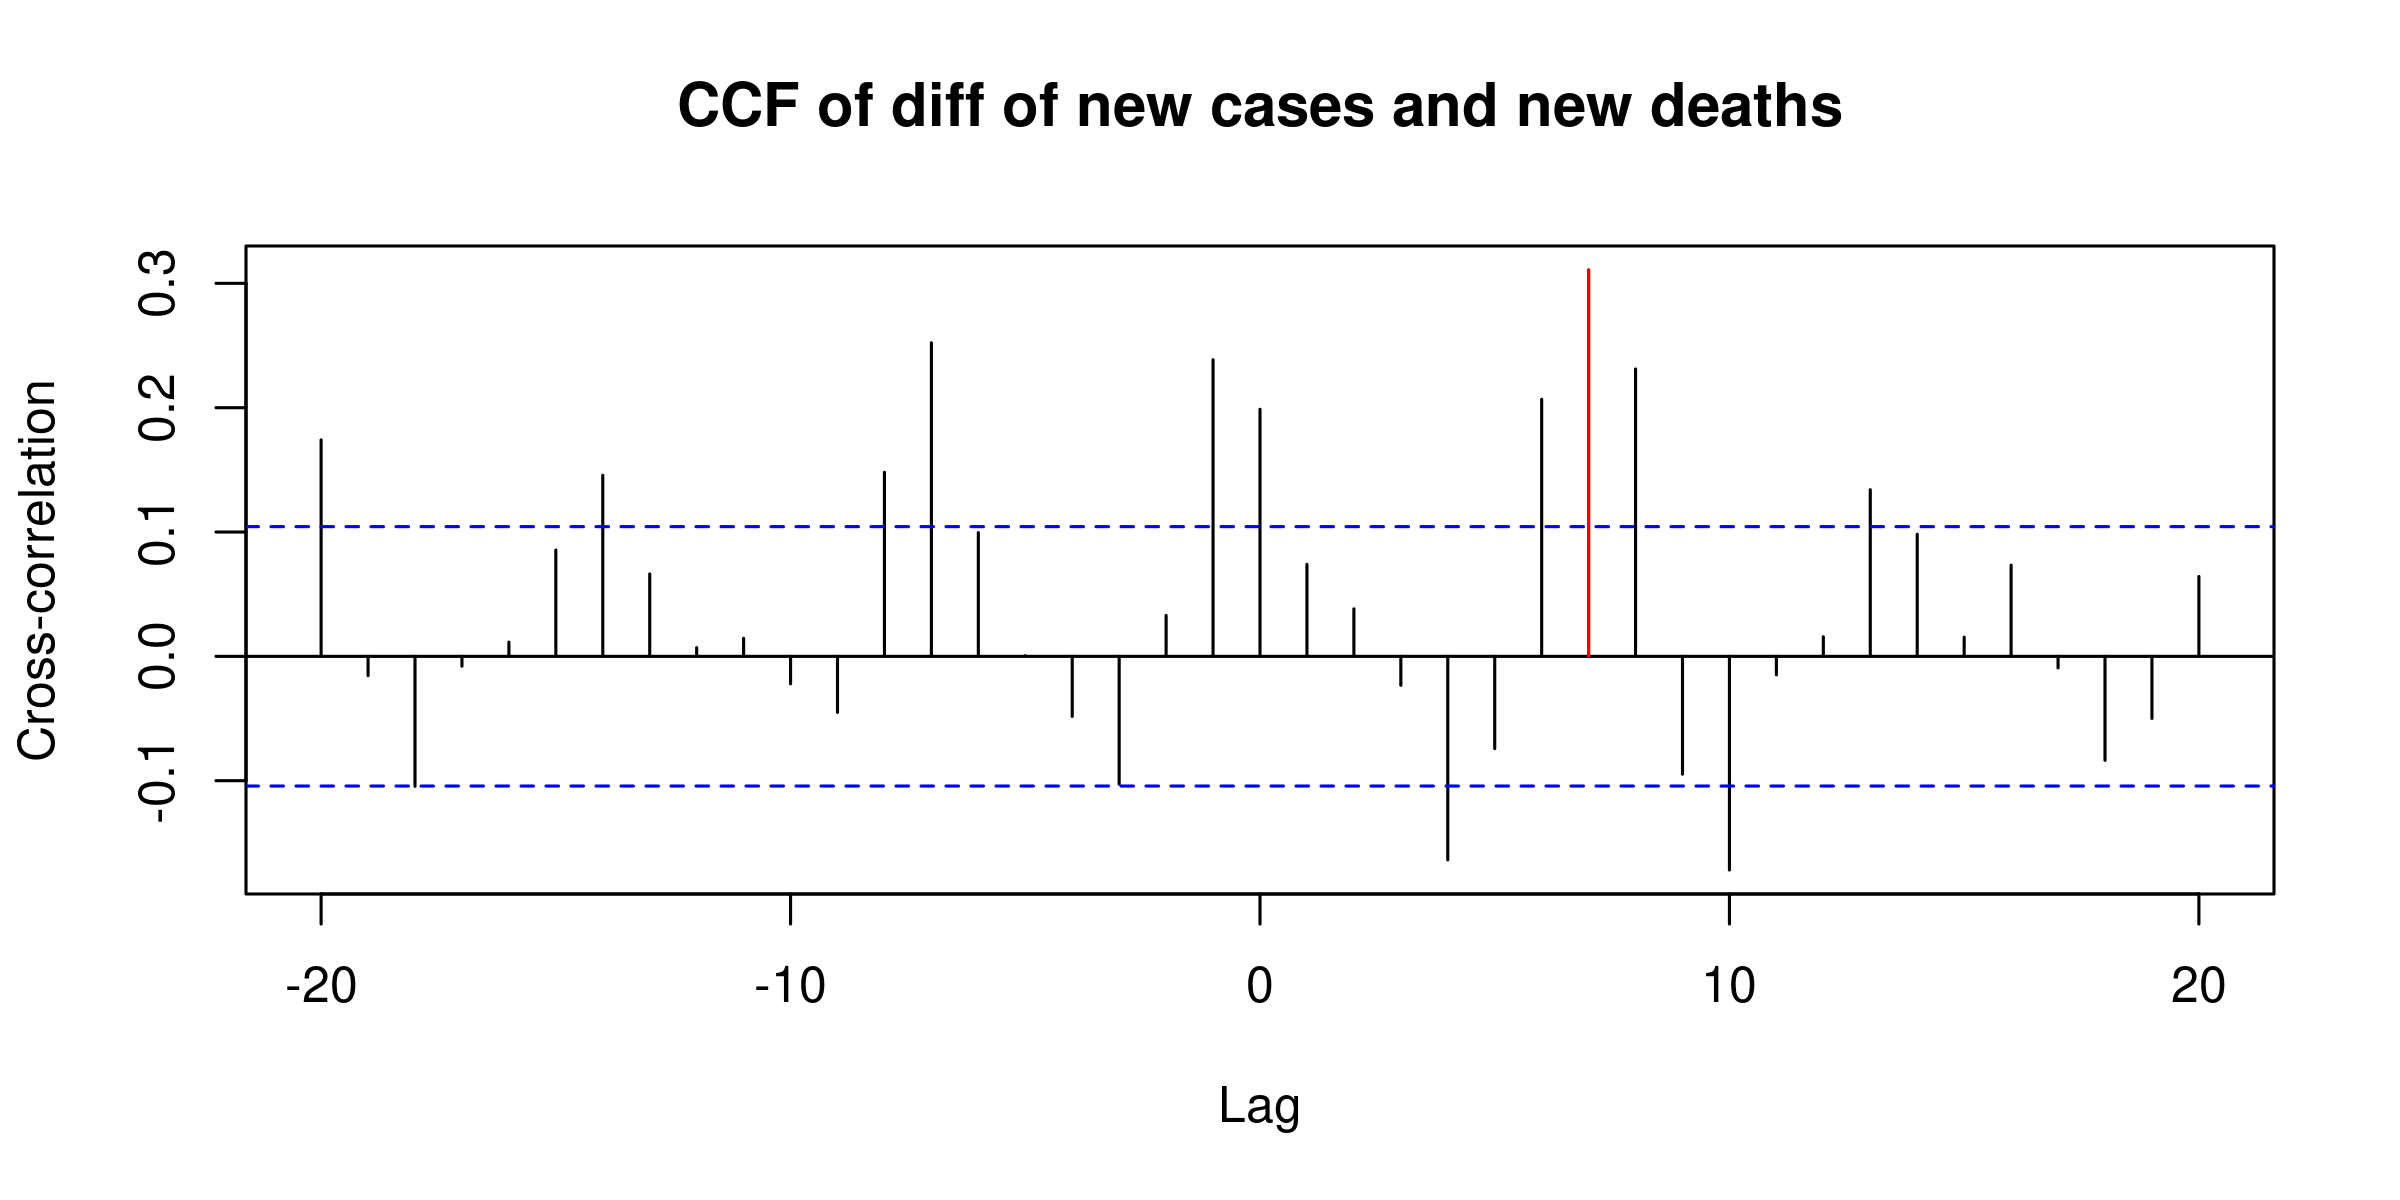 CCF of diff of new cases and new deaths
Cross-correlation
0.3
0.2
0.1
0.0
-0.1
-20 -10 0 10 20
Lag